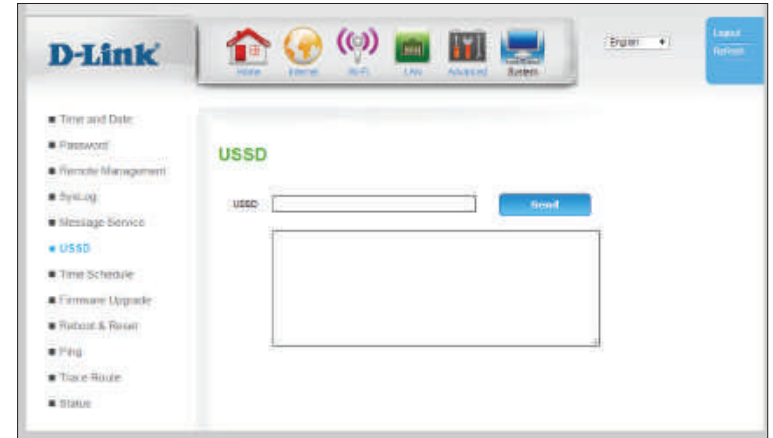 D-Link
Home
Internet
Wi-Fi
LAN
Advanced
System
English
Logout
Refresh
Time and Date
Password
Remote Management
SysLog
Message Service
USSD
Time Schedule
Firmware Upgrade
Reboot & Reset
Ping
Trace Route
Status
USSD
USSD
Send